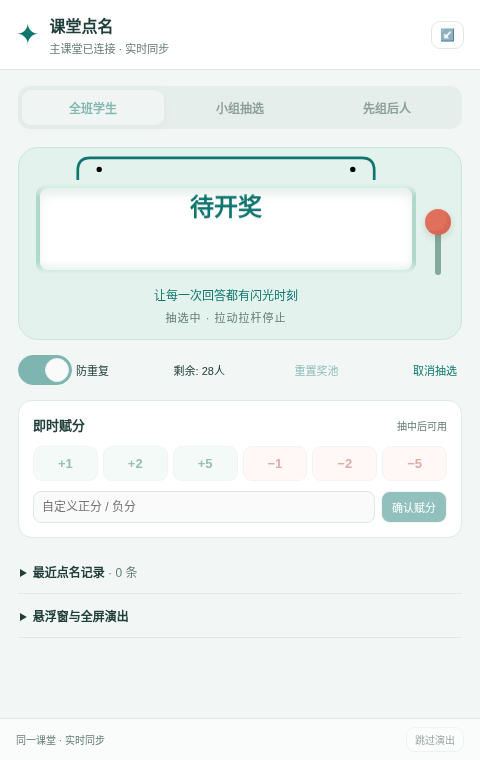 课堂点名
主课堂已连接 · 实时同步
全班学生 小组抽选 先组后人
待开奖
让每一次回答都有闪光时刻
抽选中 · 拉动拉杆停止
防重复 剩余: 28人 重置奖池 取消抽选
即时赋分 抽中后可用
+1 +2 +5 −1 −2 −5
自定义正分 / 负分 确认赋分
最近点名记录 · 0 条
悬浮窗与全屏演出
同一课堂 · 实时同步 跳过演出